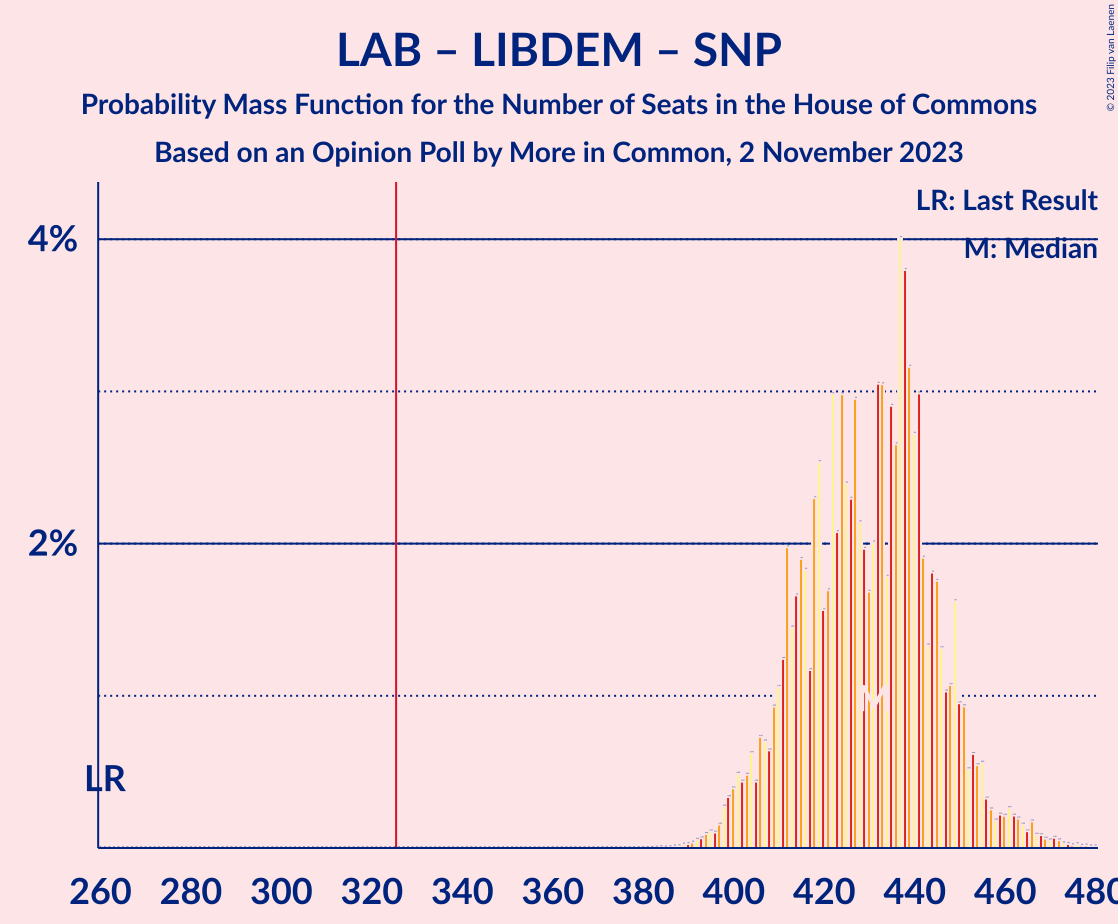 LAB – LIBDEM – SNP
Probability Mass Function for the Number of Seats in the House of Commons
Based on an Opinion Poll by More in Common, 2 November 2023
© 2023 Filip van Laenen
LR: Last Result
M: Median
4%
2%
M
LR
260 280 300 320 340 360 380 400 420 440 460 480